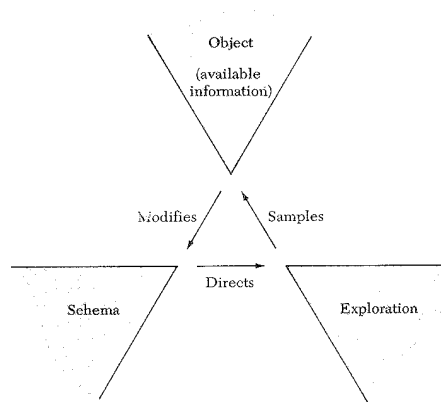 Object
(available
information)
Modifies
Samples
Directs
Schema
Exploration